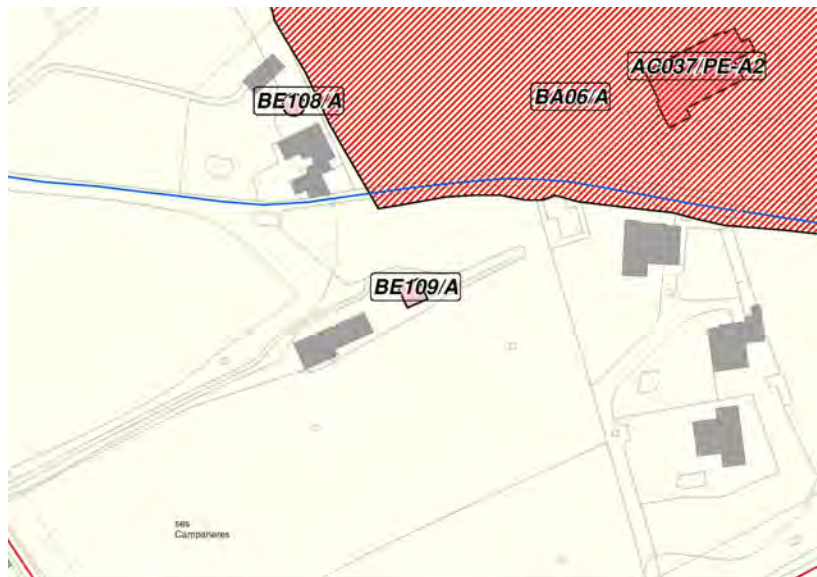 AC037/PE-A2
BE108/A
BA06/A
BE109/A
ses
Campaneres